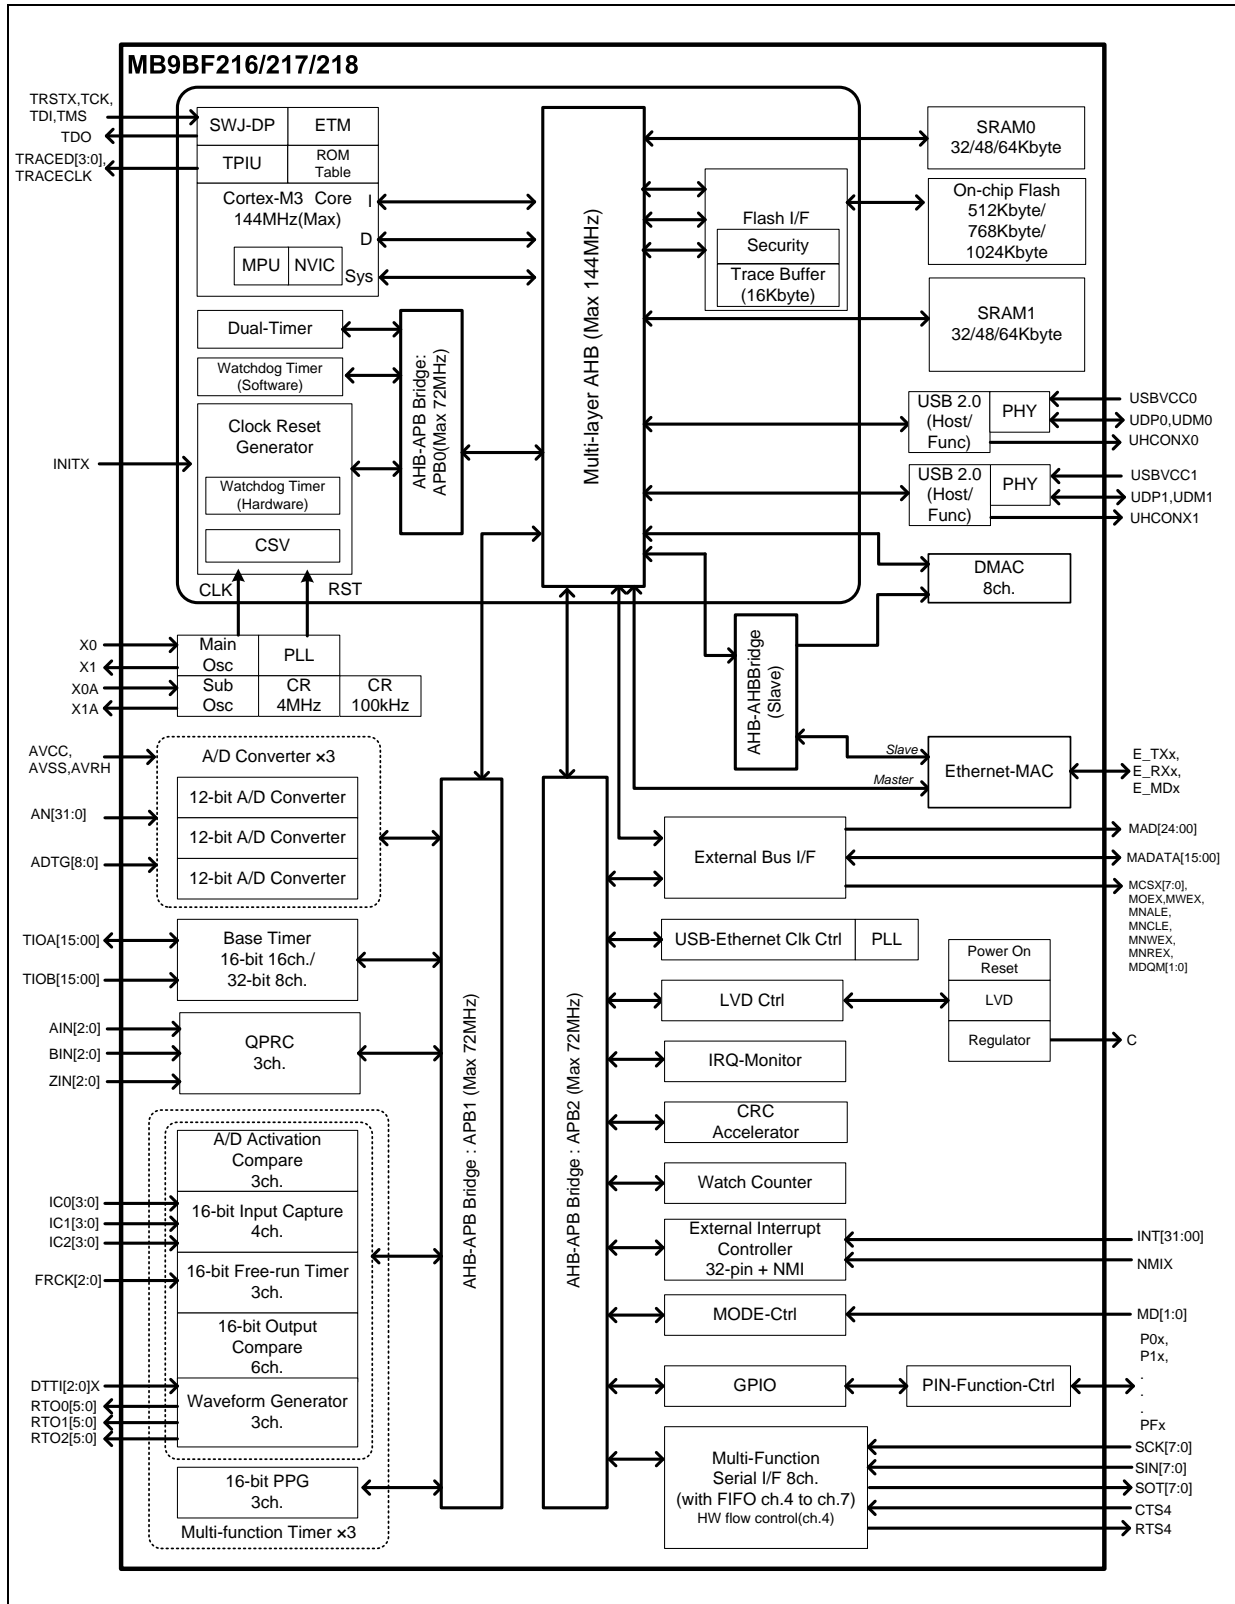 MB9BF216/217/218
TRSTX,TCK,
TDI,TMS
TDO
TRACED[3:0],
TRACECLK
SWJ-DP
ETM
TPIU
ROM
Table
Cortex-M3 Core
144MHz(Max)
I
D
Sys
MPU
NVIC
Dual-Timer
Watchdog Timer
(Software)
Clock Reset
Generator
Watchdog Timer
(Hardware)
CSV
CLK
RST
INITX
AHB-APB Bridge:
APB0(Max 72MHz)
Multi-layer AHB (Max 144MHz)
Flash I/F
Security
Trace Buffer
(16Kbyte)
SRAM0
32/48/64Kbyte
On-chip Flash
512Kbyte/
768Kbyte/
1024Kbyte
SRAM1
32/48/64Kbyte
USB 2.0
(Host/
Func)
PHY
USBVCC0
UDP0,UDM0
UHCONX0
USB 2.0
(Host/
Func)
PHY
USBVCC1
UDP1,UDM1
UHCONX1
DMAC
8ch.
AHB-AHBBridge
(Slave)
Slave
Master
Ethernet-MAC
E_TXx,
E_RXx,
E_MDx
X0
X1
X0A
X1A
Main
Osc
PLL
Sub
Osc
CR
4MHz
CR
100kHz
AVCC,
AVSS,AVRH
AN[31:0]
ADTG[8:0]
A/D Converter ×3
12-bit A/D Converter
12-bit A/D Converter
12-bit A/D Converter
TIOA[15:00]
TIOB[15:00]
Base Timer
16-bit 16ch./
32-bit 8ch.
AIN[2:0]
BIN[2:0]
ZIN[2:0]
QPRC
3ch.
A/D Activation
Compare
3ch.
IC0[3:0]
IC1[3:0]
IC2[3:0]
16-bit Input Capture
4ch.
FRCK[2:0]
16-bit Free-run Timer
3ch.
16-bit Output
Compare
6ch.
DTTI[2:0]X
RTO0[5:0]
RTO1[5:0]
RTO2[5:0]
Waveform Generator
3ch.
16-bit PPG
3ch.
Multi-function Timer ×3
AHB-APB Bridge : APB1 (Max 72MHz)
AHB-APB Bridge : APB2 (Max 72MHz)
External Bus I/F
MAD[24:00]
MADATA[15:00]
MCSX[7:0],
MOEX,MWEX,
MNALE,
MNCLE,
MNWEX,
MNREX,
MDQM[1:0]
USB-Ethernet Clk Ctrl
PLL
LVD Ctrl
Power On
Reset
LVD
Regulator
C
IRQ-Monitor
CRC
Accelerator
Watch Counter
External Interrupt
Controller
32-pin + NMI
INT[31:00]
NMIX
MODE-Ctrl
MD[1:0]
GPIO
PIN-Function-Ctrl
P0x,
P1x,
.
.
.
PFx
Multi-Function
Serial I/F 8ch.
(with FIFO ch.4 to ch.7)
HW flow control(ch.4)
SCK[7:0]
SIN[7:0]
SOT[7:0]
CTS4
RTS4